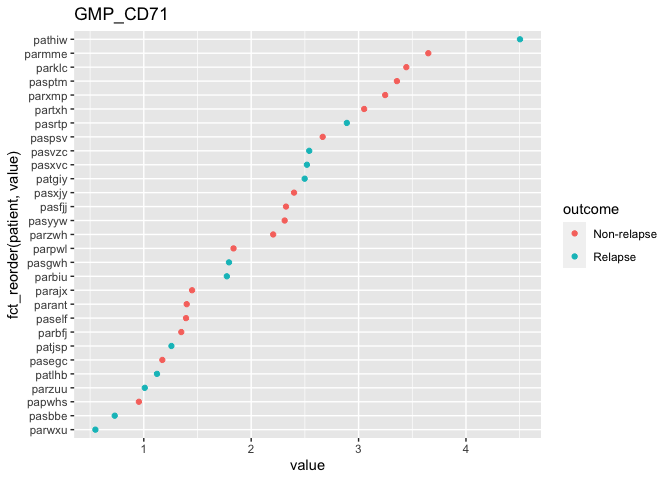 GMP_CD71
fct_reorder(patient, value)
pathiw
parmme
parklc
pasptm
parxmp
partxh
pasrtp
paspsv
pasvzc
pasxvc
patgiy
pasxjy
pasfjj
pasyyw
parzwh
parpwl
pasgwh
parbiu
parajx
parant
paself
parbfj
patjsp
pasegc
patlhb
parzuu
papwhs
pasbbe
parwxu
1 2 3 4
value
outcome
Non-relapse
Relapse